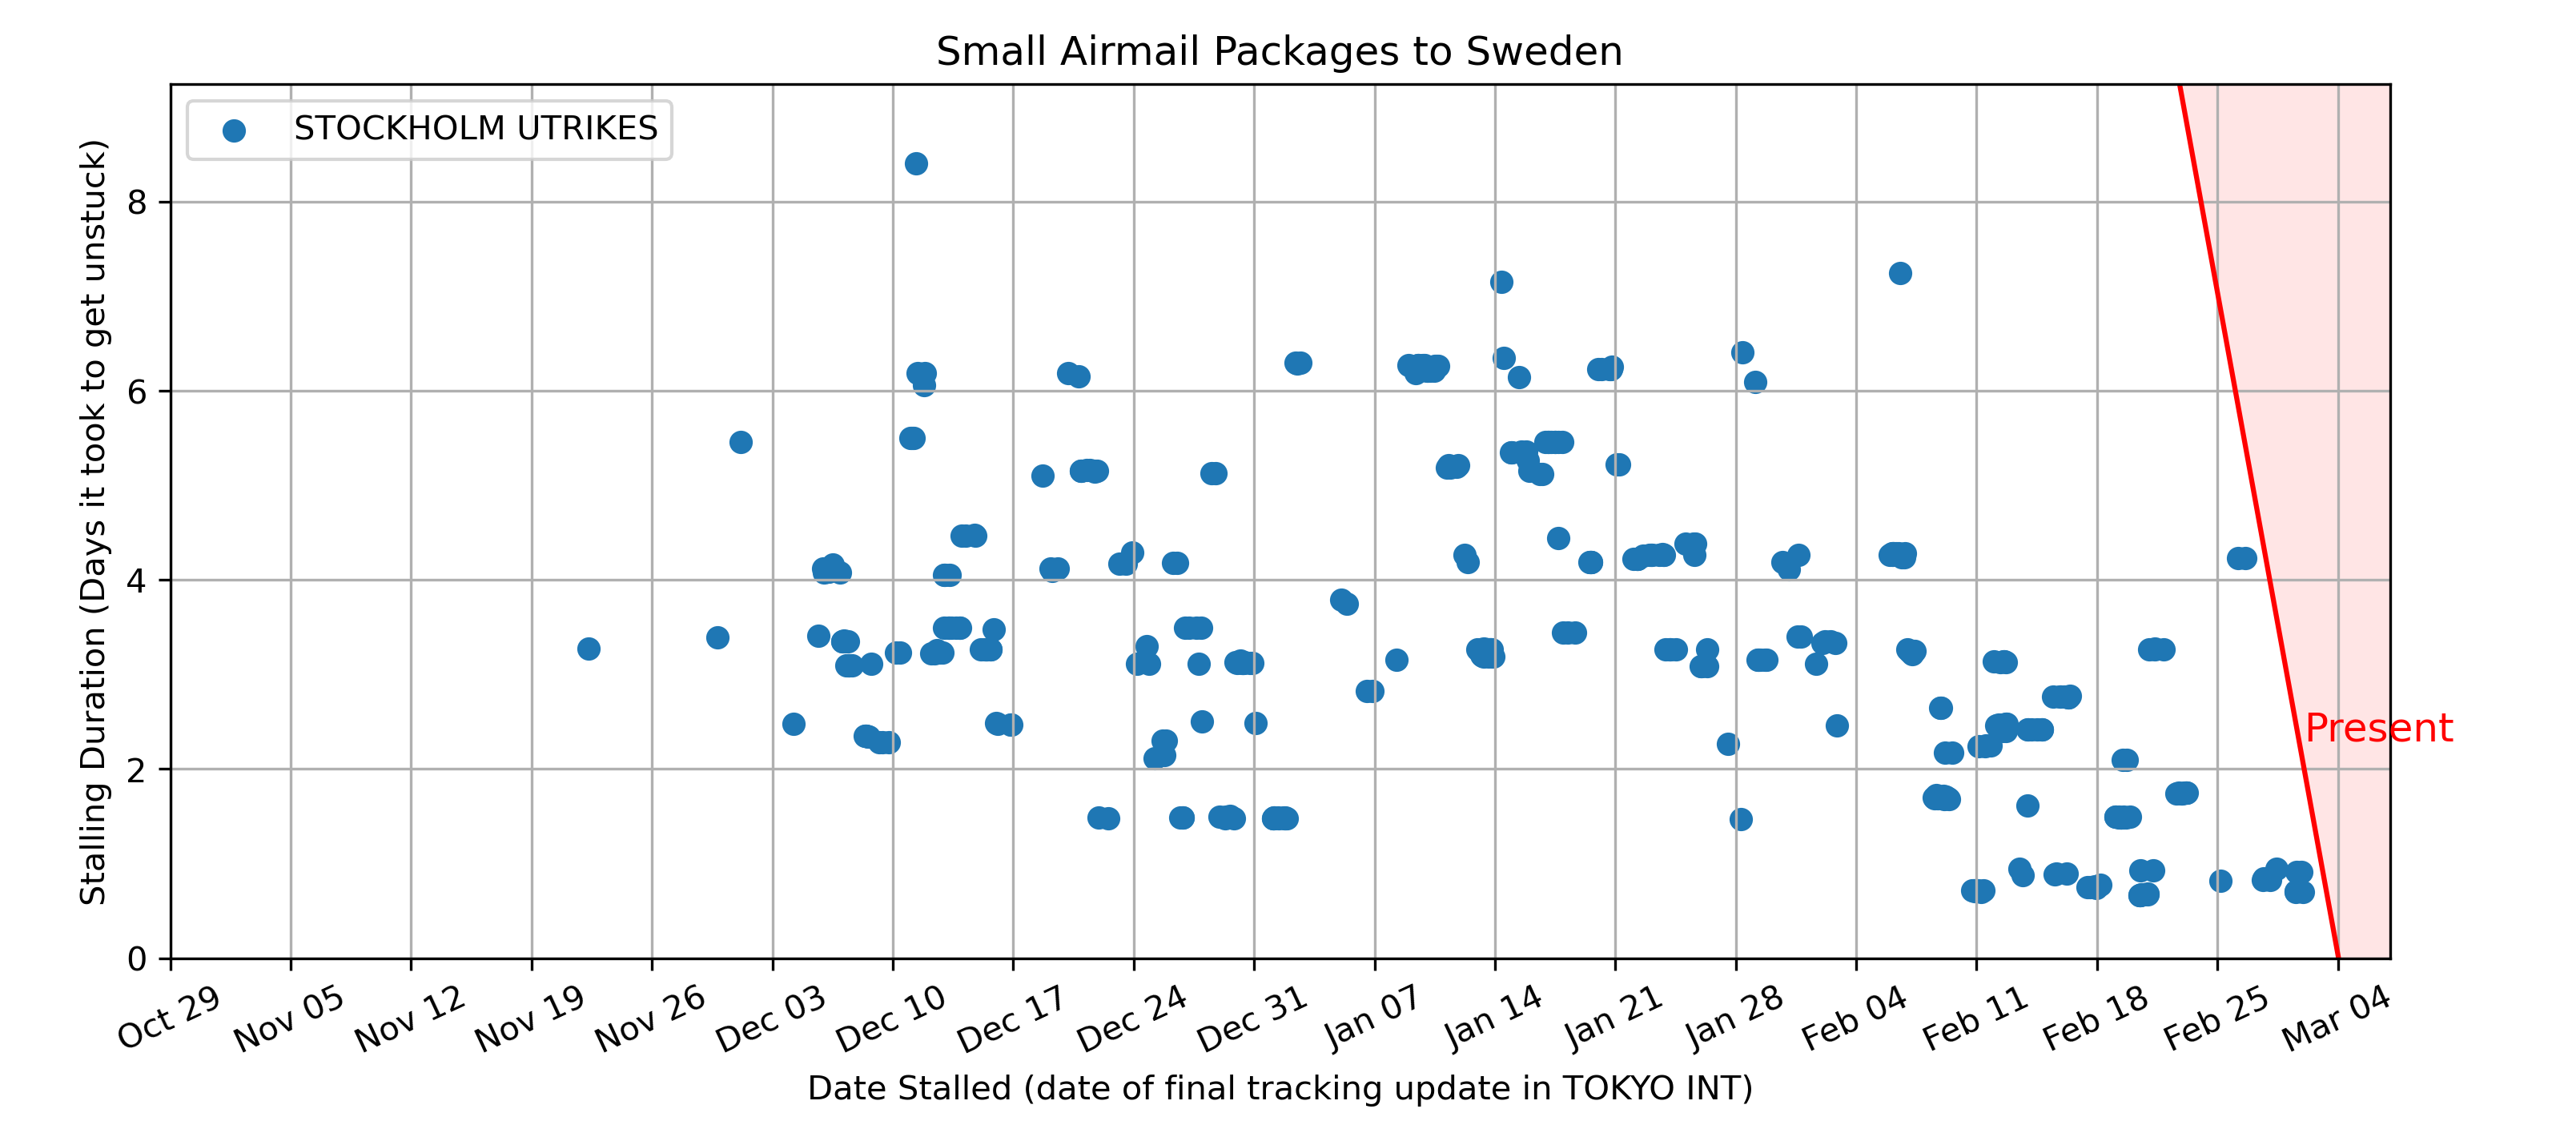 Small Airmail Packages to Sweden
STOCKHOLM UTRIKES
Stalling Duration (Days it took to get unstuck)
8
6
4
2
0
Present
Oct 29 Nov 05 Nov 12 Nov 19 Nov 26 Dec 03 Dec 10 Dec 17 Dec 24 Dec 31 Jan 07 Jan 14 Jan 21 Jan 28 Feb 04 Feb 11 Feb 18 Feb 25 Mar 04
Date Stalled (date of final tracking update in TOKYO INT)